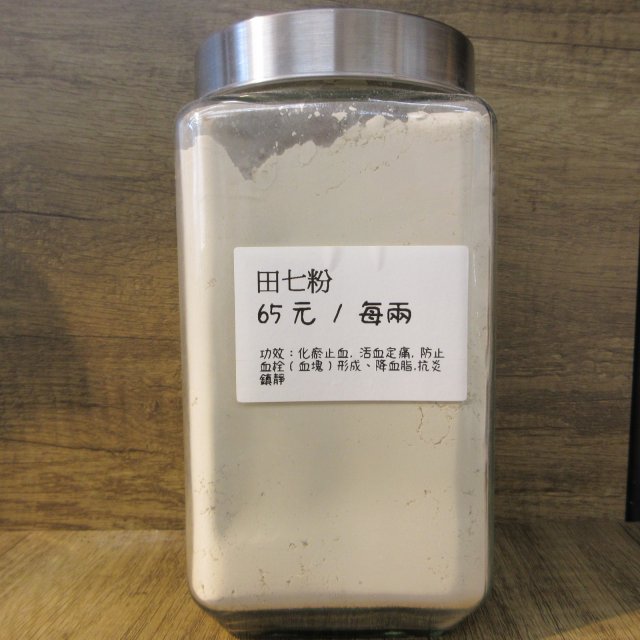 田七粉
65元 / 每兩
功效：化瘀止血, 活血定痛, 防止
血栓（血塊）形成、降血脂,抗炎
鎮靜